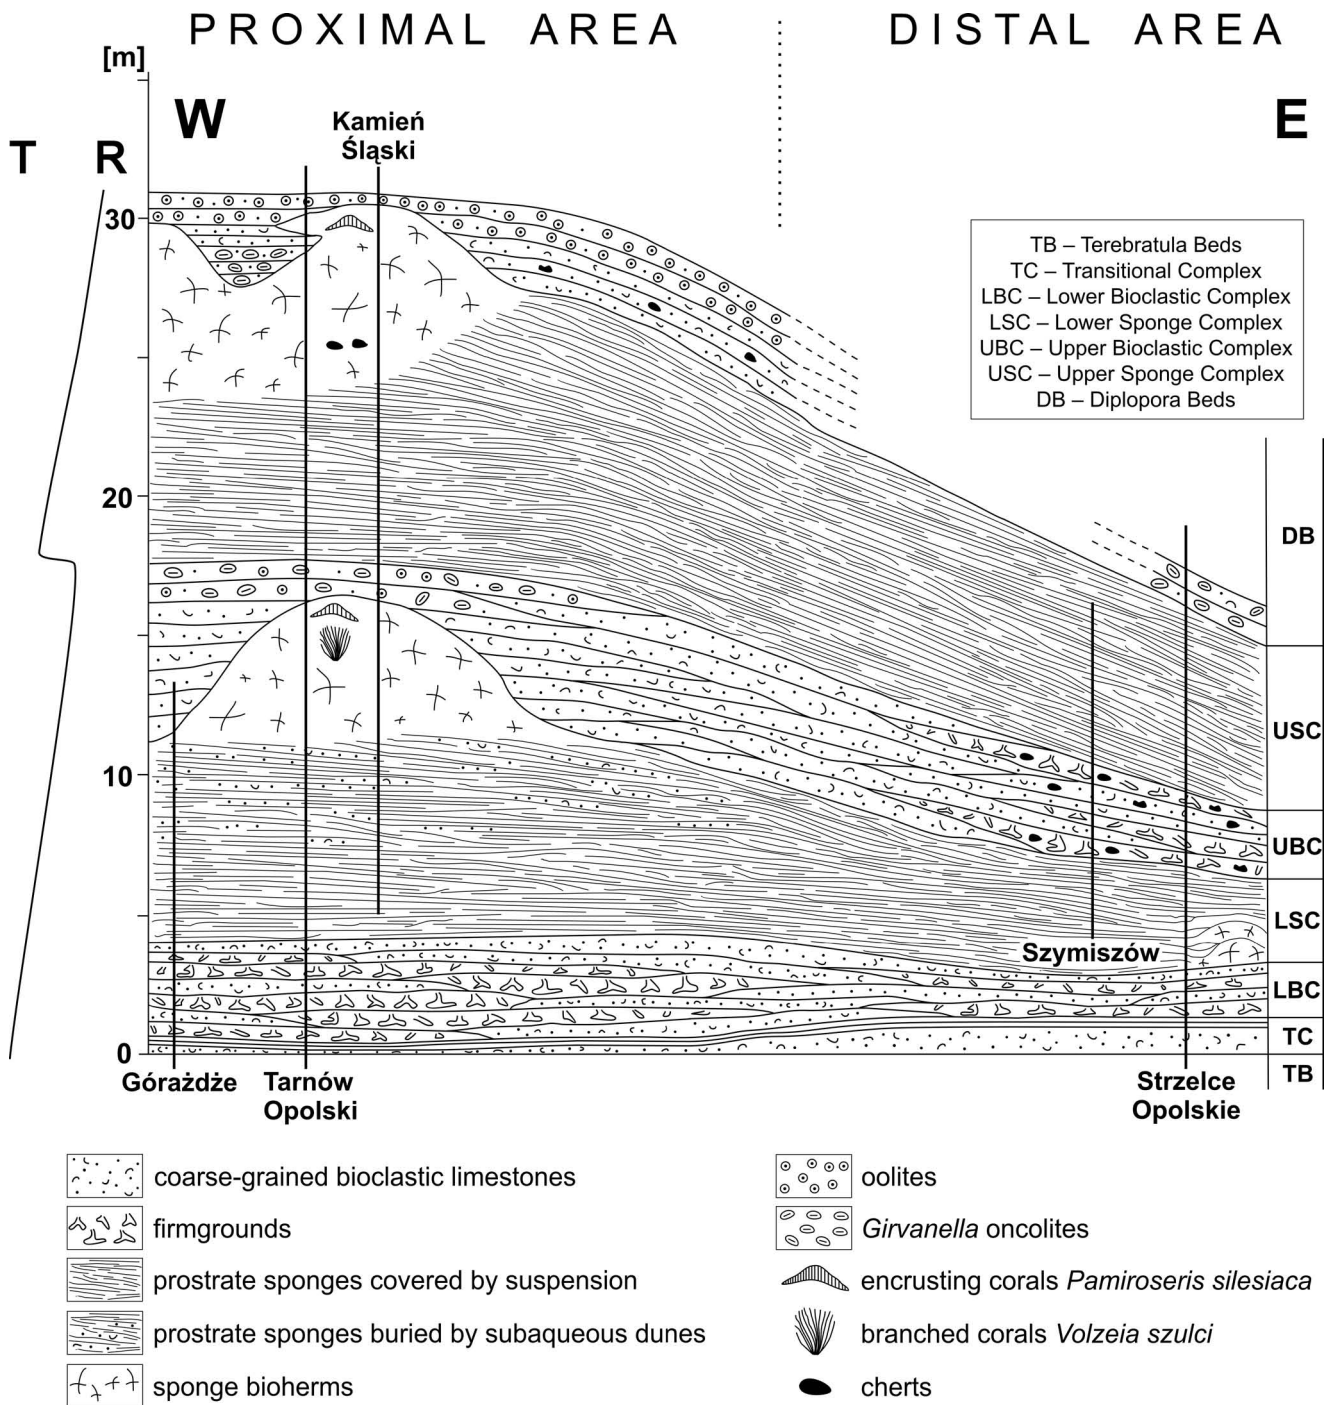 PROXIMAL AREA
DISTAL AREA
[m]
W
E
Kamień
Śląski
T R
30
20
10
0
TB – Terebratula Beds
TC – Transitional Complex
LBC – Lower Bioclastic Complex
LSC – Lower Sponge Complex
UBC – Upper Bioclastic Complex
USC – Upper Sponge Complex
DB – Diplopora Beds
DB
USC
UBC
LSC
LBC
TC
TB
Szymiszów
Górażdże
Tarnów
Opolski
Strzelce
Opolskie
coarse-grained bioclastic limestones
firmgrounds
prostrate sponges covered by suspension
prostrate sponges buried by subaqueous dunes
sponge bioherms
oolites
Girvanella oncolites
encrusting corals Pamiroseris silesiaca
branched corals Volzeia szulci
cherts